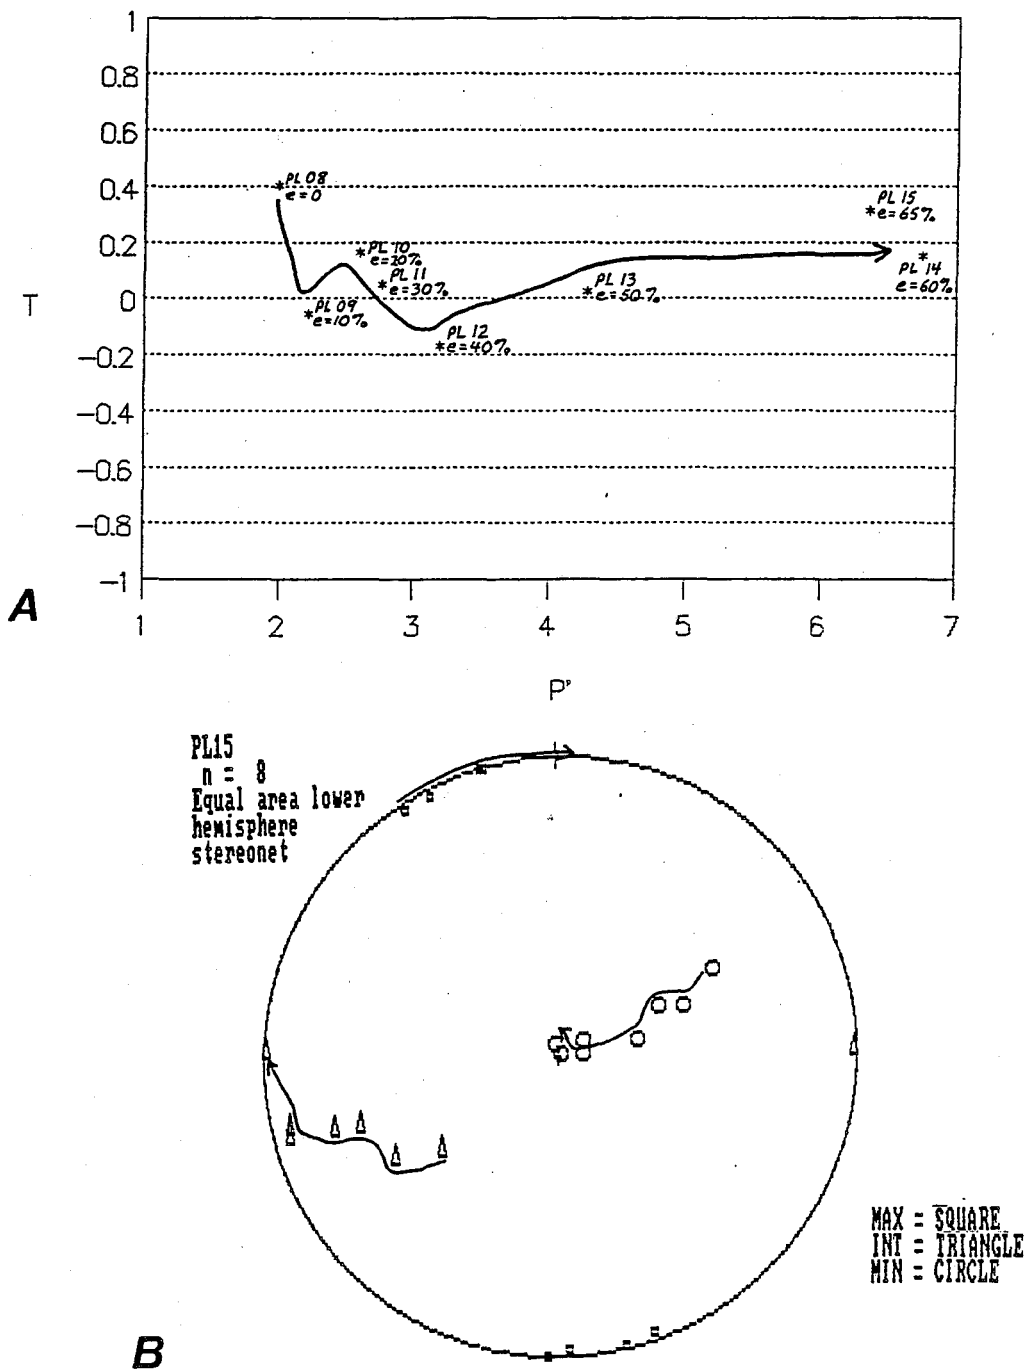 1
0.8
0.6
0.4
0.2
0
-0.2
-0.4
-0.6
-0.8
-1
T
*PL 08
e=0
*PL 09
e=10%
*PL 10
e=20%
PL 11
*e=30%
PL 12
*e=40%
PL 13
*e=50%
PL 15
*e=65%
*
PL 14
e=60%
A
1 2 3 4 5 6 7
P'
PL15
n = 8
Equal area lower
hemisphere
stereonet
MAX = SQUARE
INT = TRIANGLE
MIN = CIRCLE
B